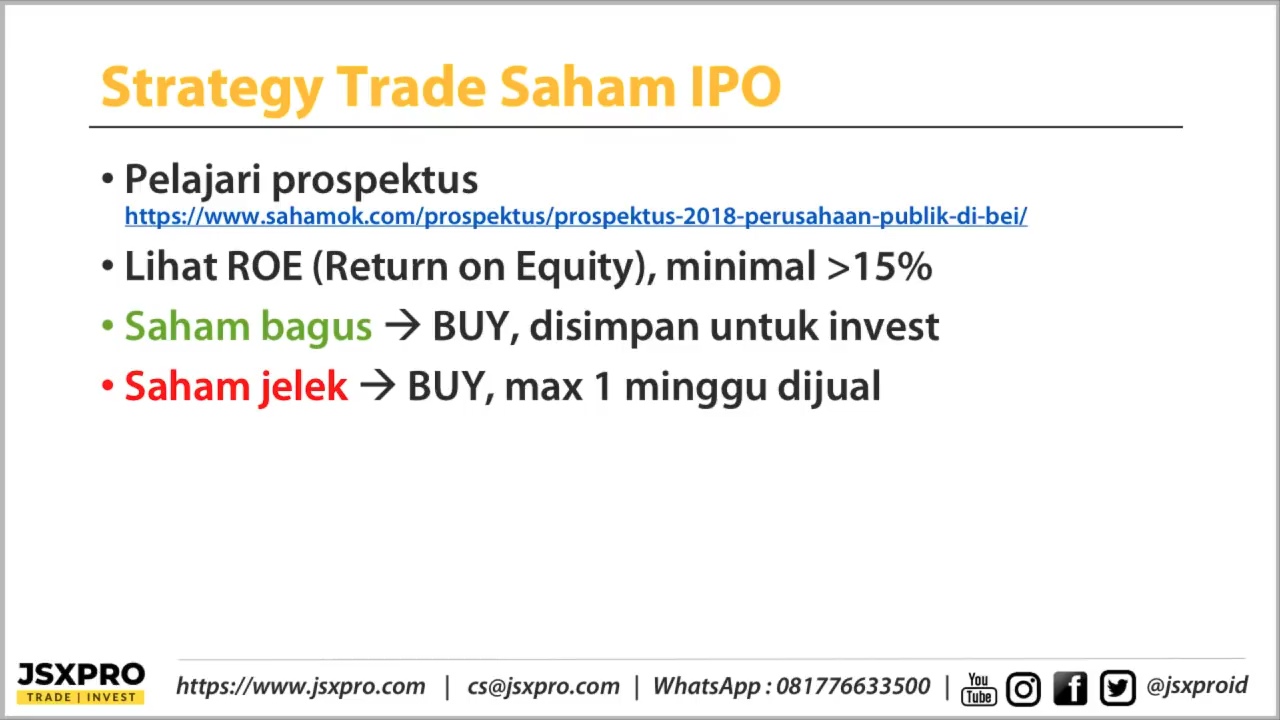 Strategy Trade Saham IPO
• Pelajari prospektus
https://www.sahamok.com/prospektus/prospektus-2018-perusahaan-publik-di-bei/
• Lihat ROE (Return on Equity), minimal >15%
• Saham bagus → BUY, disimpan untuk invest
• Saham jelek → BUY, max 1 minggu dijual
JSXPRO
TRADE | INVEST
https://www.jsxpro.com | cs@jsxpro.com | WhatsApp : 081776633500 | You Tube @jsxproid